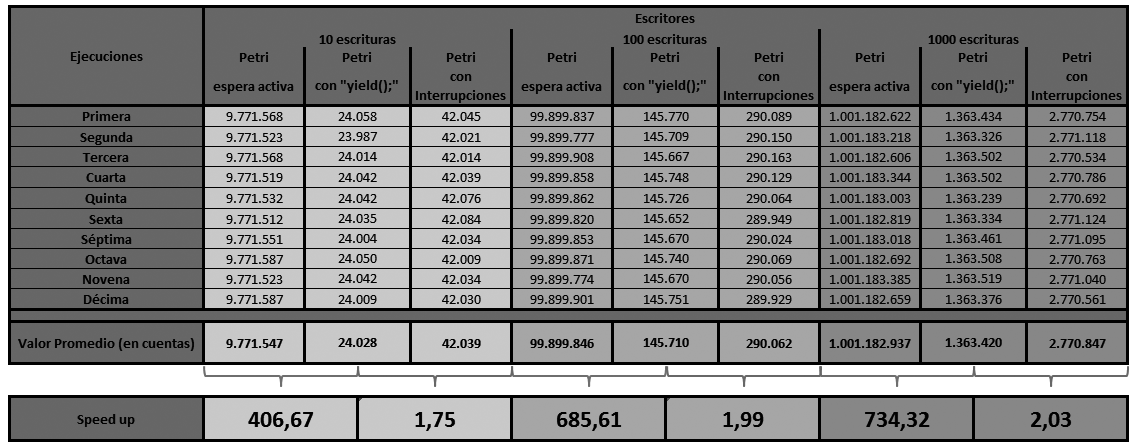 Ejecuciones
Escritores
10 escrituras 100 escrituras 1000 escrituras
Petri espera activa
Petri con "yield();"
Petri con Interrupciones
Petri espera activa
Petri con "yield();"
Petri con Interrupciones
Petri espera activa
Petri con "yield();"
Petri con Interrupciones
Primera 9.771.568 24.058 42.045 99.899.837 145.770 290.089 1.001.182.622 1.363.434 2.770.754
Segunda 9.771.523 23.987 42.021 99.899.777 145.709 290.150 1.001.183.218 1.363.326 2.771.118
Tercera 9.771.568 24.014 42.014 99.899.908 145.667 290.163 1.001.182.606 1.363.502 2.770.534
Cuarta 9.771.519 24.042 42.039 99.899.858 145.748 290.129 1.001.183.344 1.363.502 2.770.786
Quinta 9.771.532 24.042 42.076 99.899.862 145.726 290.064 1.001.183.003 1.363.239 2.770.692
Sexta 9.771.512 24.035 42.084 99.899.820 145.652 289.949 1.001.182.819 1.363.334 2.771.124
Séptima 9.771.551 24.004 42.034 99.899.853 145.670 290.024 1.001.183.018 1.363.461 2.771.095
Octava 9.771.587 24.050 42.009 99.899.871 145.740 290.069 1.001.182.692 1.363.508 2.770.763
Novena 9.771.523 24.042 42.034 99.899.774 145.670 290.056 1.001.183.385 1.363.519 2.771.040
Décima 9.771.587 24.009 42.030 99.899.901 145.751 289.929 1.001.182.659 1.363.376 2.770.561
Valor Promedio (en cuentas) 9.771.547 24.028 42.039 99.899.846 145.710 290.062 1.001.182.937 1.363.420 2.770.847
Speed up 406,67 1,75 685,61 1,99 734,32 2,03